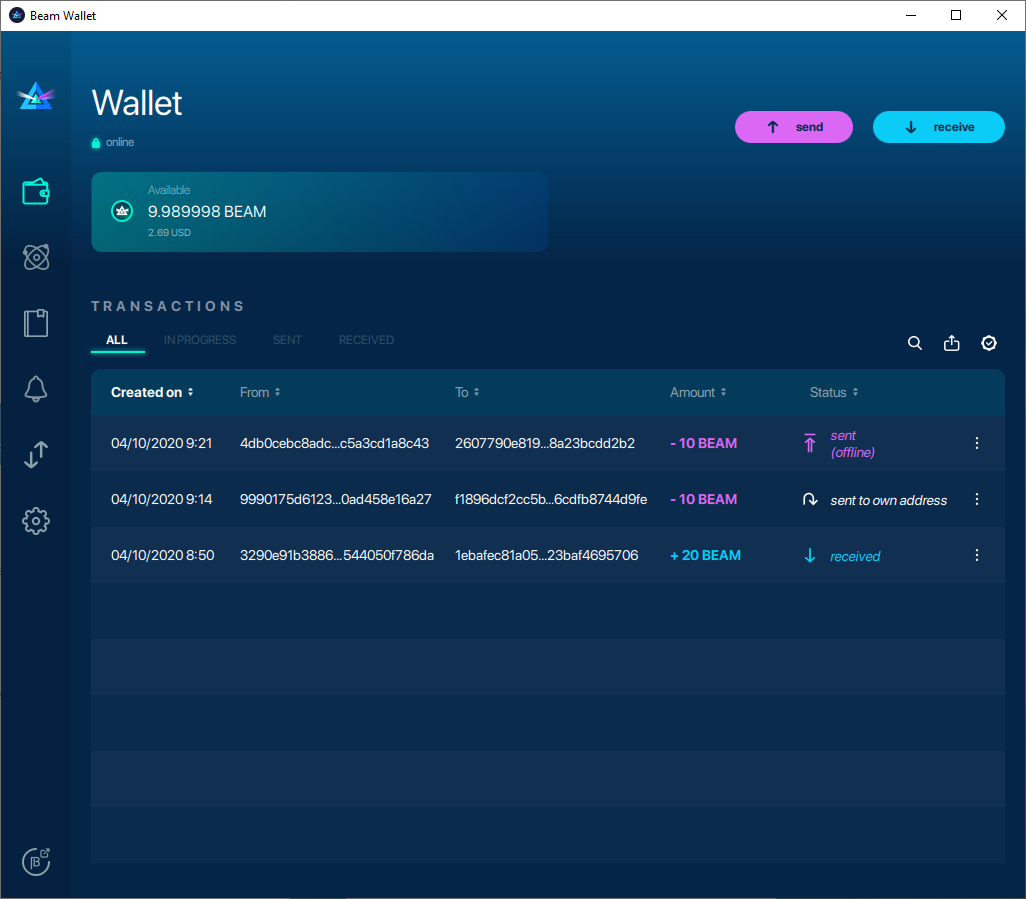 Beam Wallet
Wallet
online
send
receive
Available
9.989998 BEAM
2.69 USD
TRANSACTIONS
ALL IN PROGRESS SENT RECEIVED
Created on From To Amount Status
04/10/2020 9:21 4db0cebc8adc...c5a3cd1a8c43 2607790e819...8a23bcdd2b2 - 10 BEAM sent
(offline)
04/10/2020 9:14 9990175d6123...0ad458e16a27 f1896dcf2cc5b...6cdfb8744d9fe - 10 BEAM sent to own address
04/10/2020 8:50 3290e91b3886...544050f786da 1ebafec81a05...23baf4695706 + 20 BEAM received